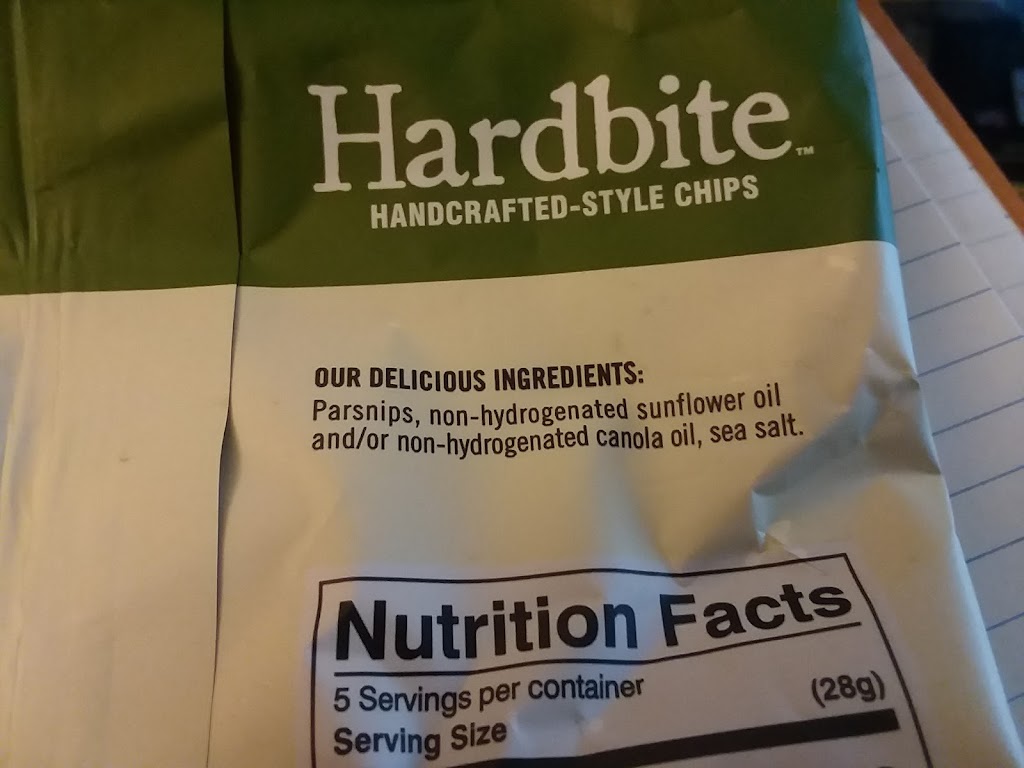 Hardbite™
HANDCRAFTED-STYLE CHIPS
OUR DELICIOUS INGREDIENTS:
Parsnips, non-hydrogenated sunflower oil
and/or non-hydrogenated canola oil, sea salt.
Nutrition Facts
5 Servings per container
Serving Size (28g)